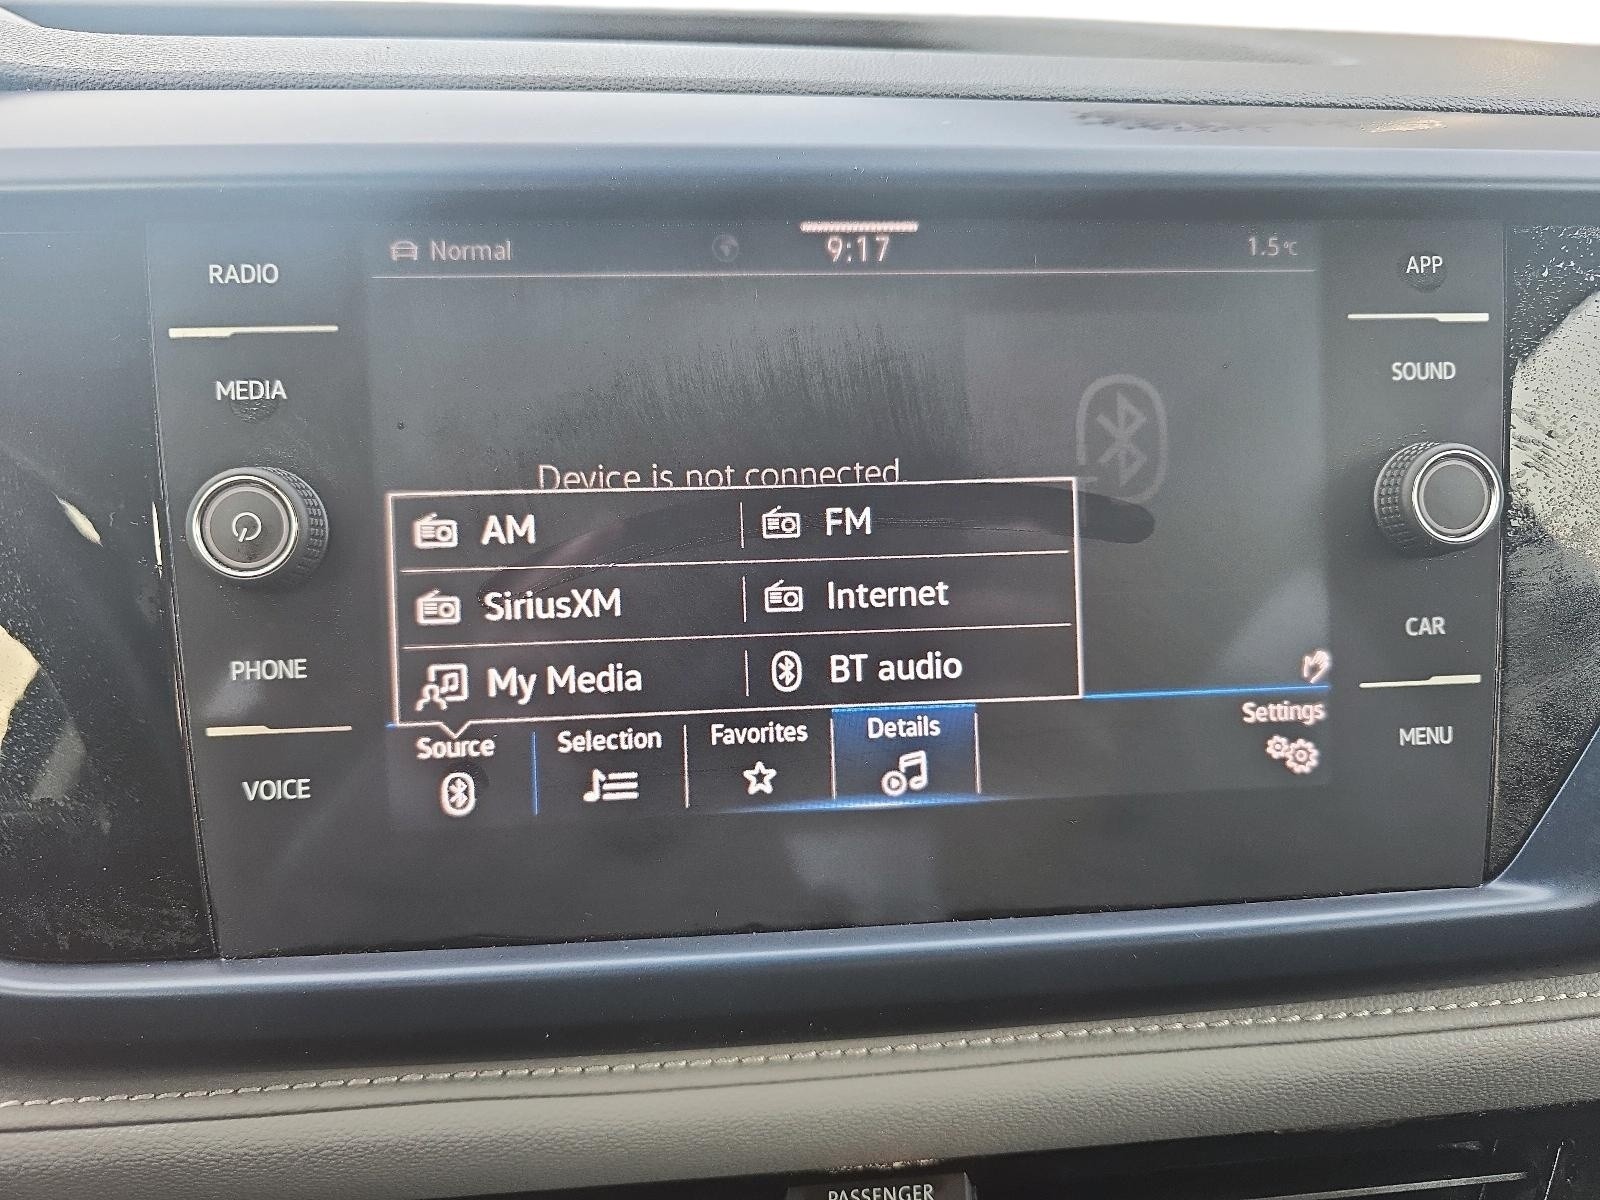 Normal
9:17
1.5°C
RADIO
MEDIA
PHONE
VOICE
Device is not connected.
AM
FM
SiriusXM
Internet
My Media
BT audio
Source
Selection
Favorites
Details
Settings
APP
SOUND
CAR
MENU
PASSENGER